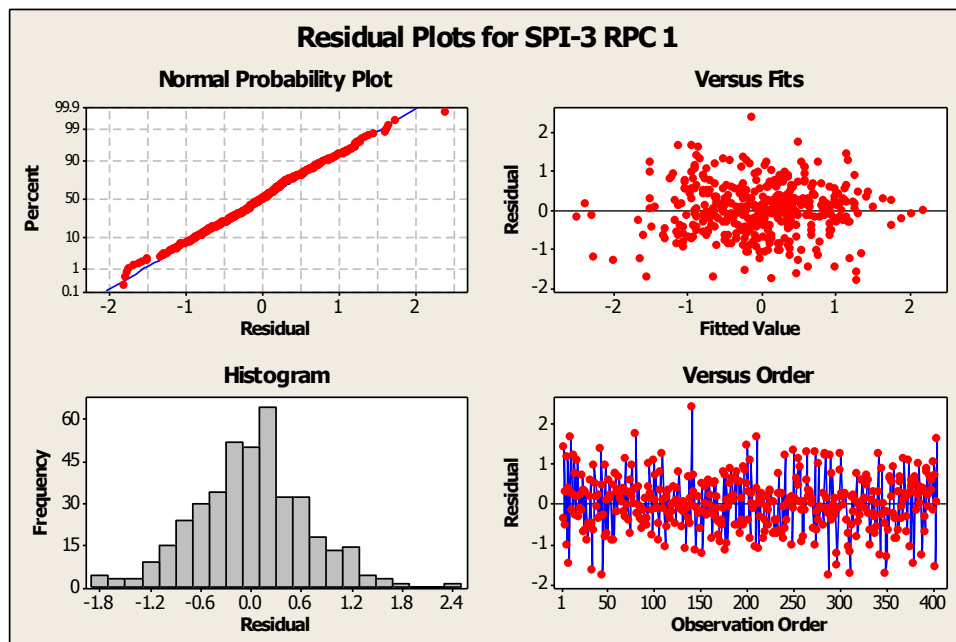 Residual Plots for SPI-3 RPC 1
Normal Probability Plot
99.9
99
90
50
10
1
0.1
Percent
-2 -1 0 1 2
Residual
Versus Fits
2
1
0
-1
-2
Residual
-2 -1 0 1 2
Fitted Value
Histogram
60
45
30
15
0
Frequency
-1.8 -1.2 -0.6 0.0 0.6 1.2 1.8 2.4
Residual
Versus Order
2
1
0
-1
-2
Residual
1 50 100 150 200 250 300 350 400
Observation Order